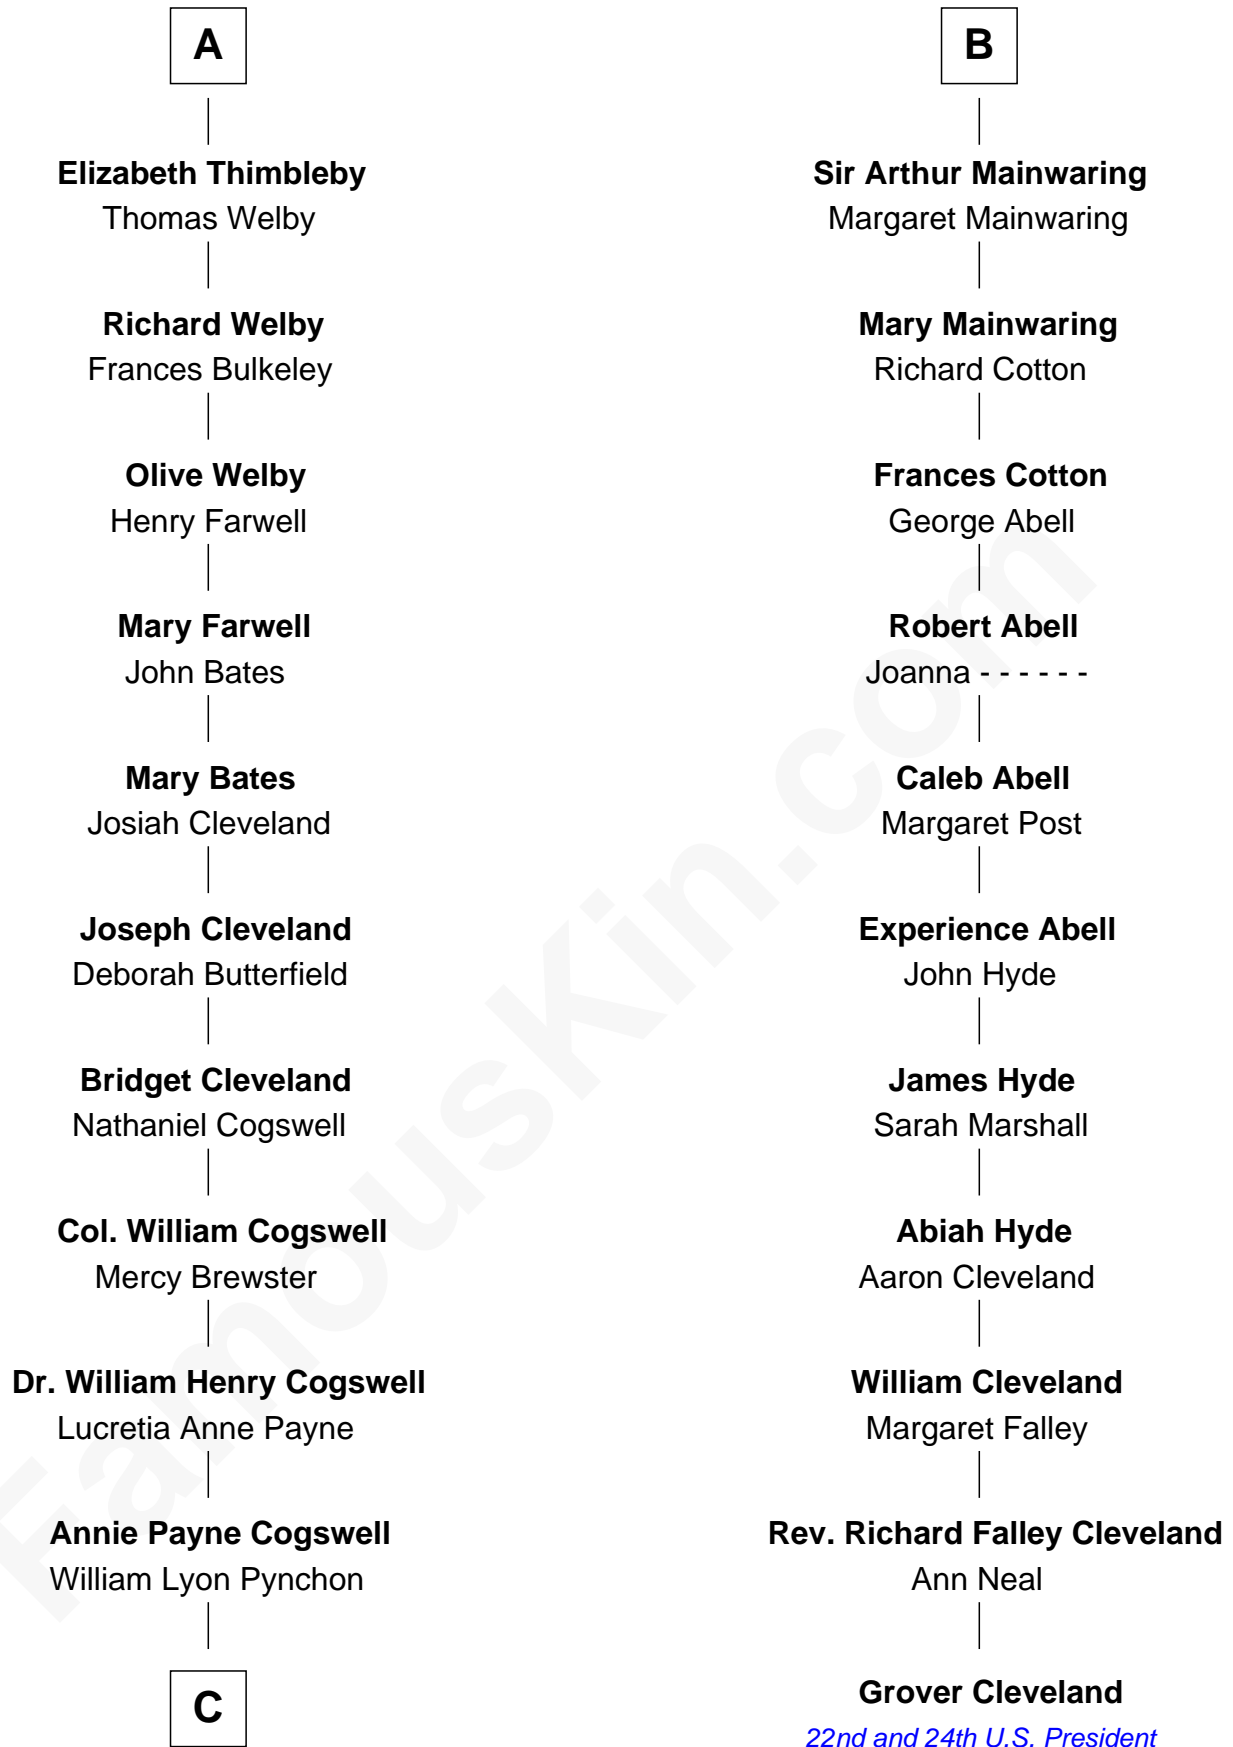 A
Elizabeth Thimbleby
Thomas Welby
Richard Welby
Frances Bulkeley
Olive Welby
Henry Farwell
Mary Farwell
John Bates
Mary Bates
Josiah Cleveland
Joseph Cleveland
Deborah Butterfield
Bridget Cleveland
Nathaniel Cogswell
Col. William Cogswell
Mercy Brewster
Dr. William Henry Cogswell
Lucretia Anne Payne
Annie Payne Cogswell
William Lyon Pynchon
C
B
Sir Arthur Mainwaring
Margaret Mainwaring
Mary Mainwaring
Richard Cotton
Frances Cotton
George Abell
Robert Abell
Joanna - - - - - -
Caleb Abell
Margaret Post
Experience Abell
John Hyde
James Hyde
Sarah Marshall
Abiah Hyde
Aaron Cleveland
William Cleveland
Margaret Falley
Rev. Richard Falley Cleveland
Ann Neal
Grover Cleveland
22nd and 24th U.S. President
FamousKin.com